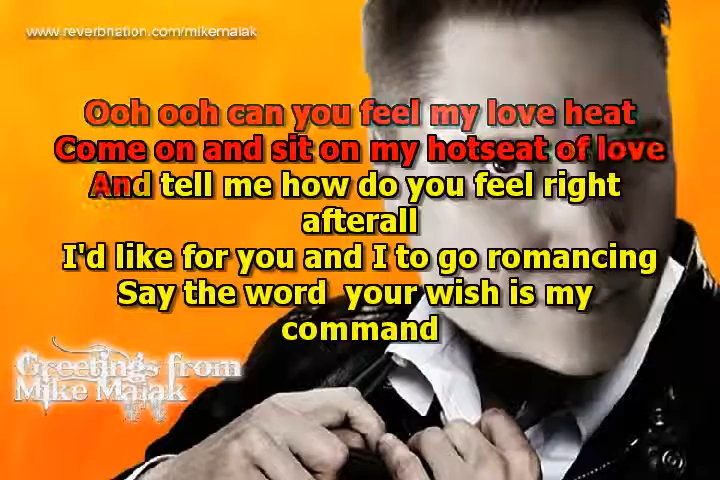 www.reverbnation.com/mikemalak
Ooh ooh can you feel my love heat
Come on and sit on my hotseat of love
And tell me how do you feel right
afterall
I'd like for you and I to go romancing
Say the word  your wish is my
command
Greetings from
Mike Malak